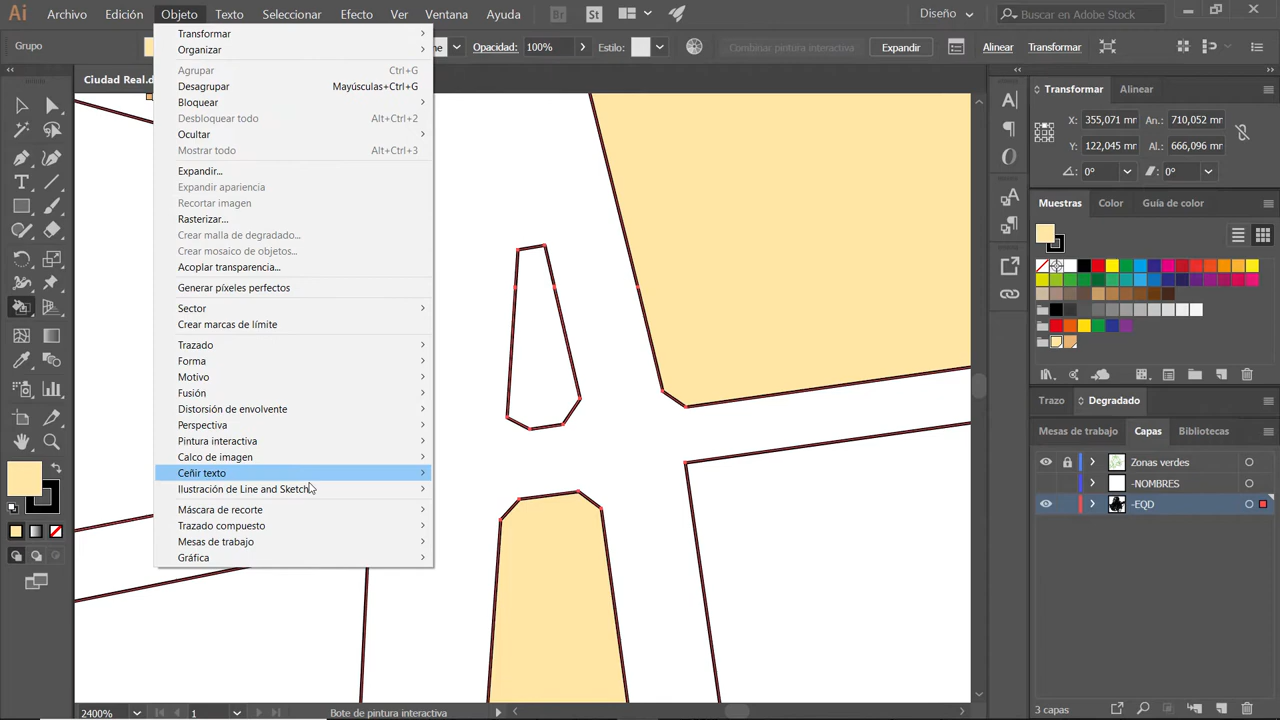 Ai Archivo Edición Objeto Texto Seleccionar Efecto Ver Ventana Ayuda Br St Diseño Buscar en Adobe Stock
Grupo Opacidad: 100% Estilo: Combinar pintura interactiva Expandir Alinear Transformar
Ciudad Real.d
Transformar
Organizar
Agrupar Ctrl+G
Desagrupar Mayúsculas+Ctrl+G
Bloquear
Desbloquear todo Alt+Ctrl+2
Ocultar
Mostrar todo Alt+Ctrl+3
Expandir...
Expandir apariencia
Recortar imagen
Rasterizar...
Crear malla de degradado...
Crear mosaico de objetos...
Acoplar transparencia...
Generar píxeles perfectos
Sector
Crear marcas de límite
Trazado
Forma
Motivo
Fusión
Distorsión de envolvente
Perspectiva
Pintura interactiva
Calco de imagen
Ceñir texto
Ilustración de Line and Sketch
Máscara de recorte
Trazado compuesto
Mesas de trabajo
Gráfica
Transformar Alinear
X: 355,071 mm An.: 710,052 mm
Y: 122,045 mm Al.: 666,096 mm
0° 0°
Muestras Color Guía de color
Trazo Degradado
Mesas de trabajo Capas Bibliotecas
Zonas verdes
-NOMBRES
-EQD
3 capas
2400% 1 Bote de pintura interactiva